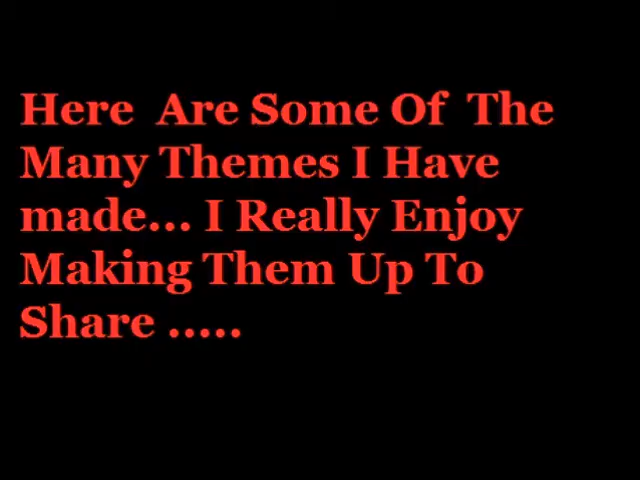 Here  Are Some Of  The
Many Themes I Have
made... I Really Enjoy
Making Them Up To
Share .....